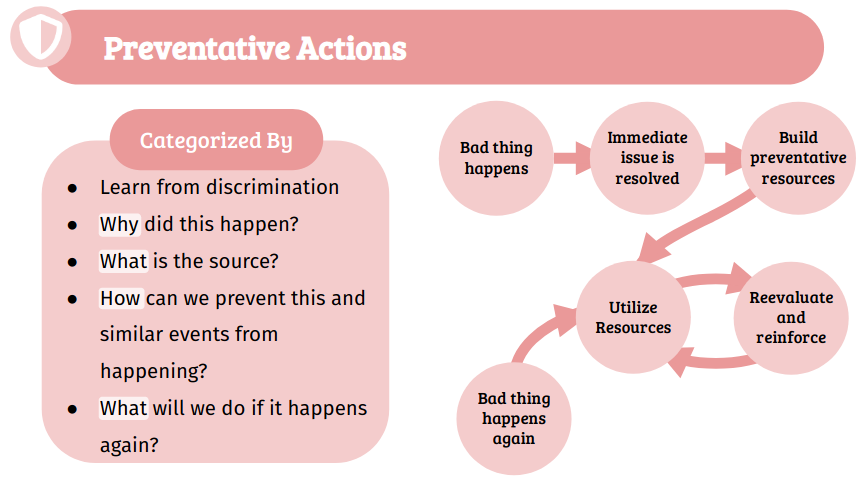 Preventative Actions
Categorized By
● Learn from discrimination
● Why did this happen?
● What is the source?
● How can we prevent this and
similar events from
happening?
● What will we do if it happens
again?
Bad thing
happens
Immediate
issue is
resolved
Build
preventative
resources
Utilize
Resources
Reevaluate
and
reinforce
Bad thing
happens
again